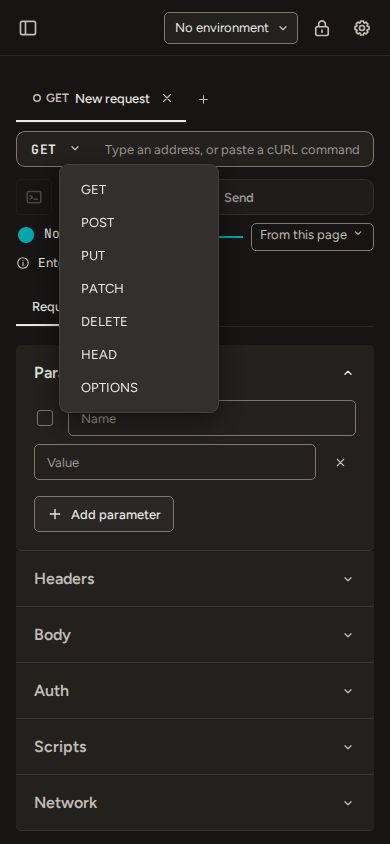 No environment
GET New request
GET
Type an address, or paste a cURL command
GET
POST
PUT
PATCH
DELETE
HEAD
OPTIONS
Send
From this page
Name
Value
Add parameter
Headers
Body
Auth
Scripts
Network